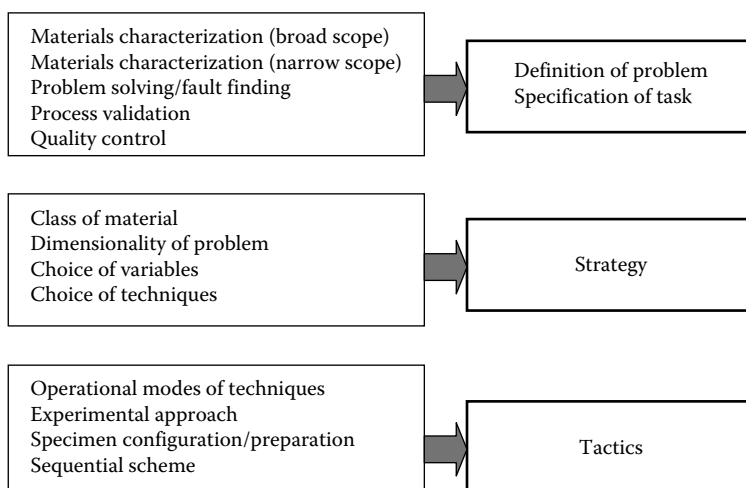 Materials characterization (broad scope)
Materials characterization (narrow scope)
Problem solving/fault finding
Process validation
Quality control
Definition of problem
Specification of task
Class of material
Dimensionality of problem
Choice of variables
Choice of techniques
Strategy
Operational modes of techniques
Experimental approach
Specimen configuration/preparation
Sequential scheme
Tactics